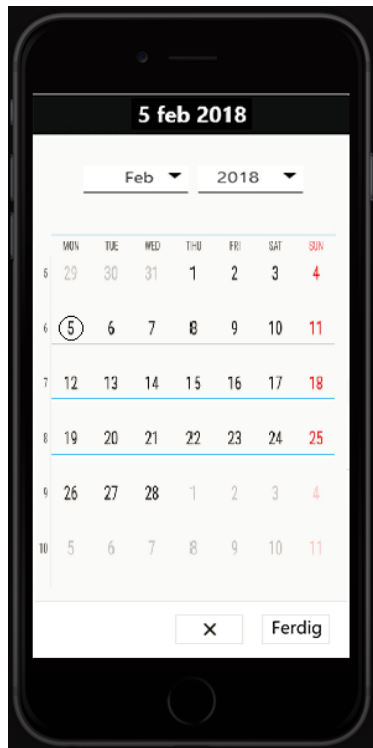 5 feb 2018
Feb 2018
MON TUE WED THU FRI SAT SUN
5 29 30 31 1 2 3 4
6 5 6 7 8 9 10 11
7 12 13 14 15 16 17 18
8 19 20 21 22 23 24 25
9 26 27 28 1 2 3 4
10 5 6 7 8 9 10 11
× Ferdig